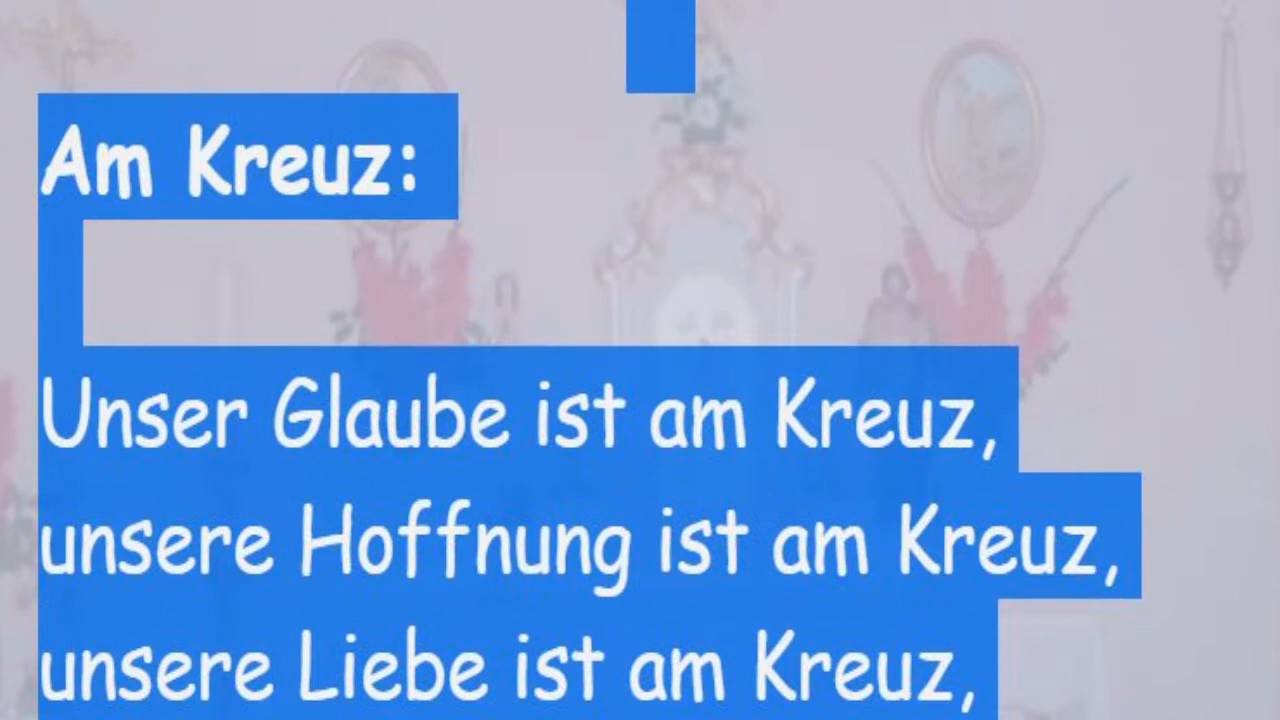 Am Kreuz:
Unser Glaube ist am Kreuz,
unsere Hoffnung ist am Kreuz,
unsere Liebe ist am Kreuz,